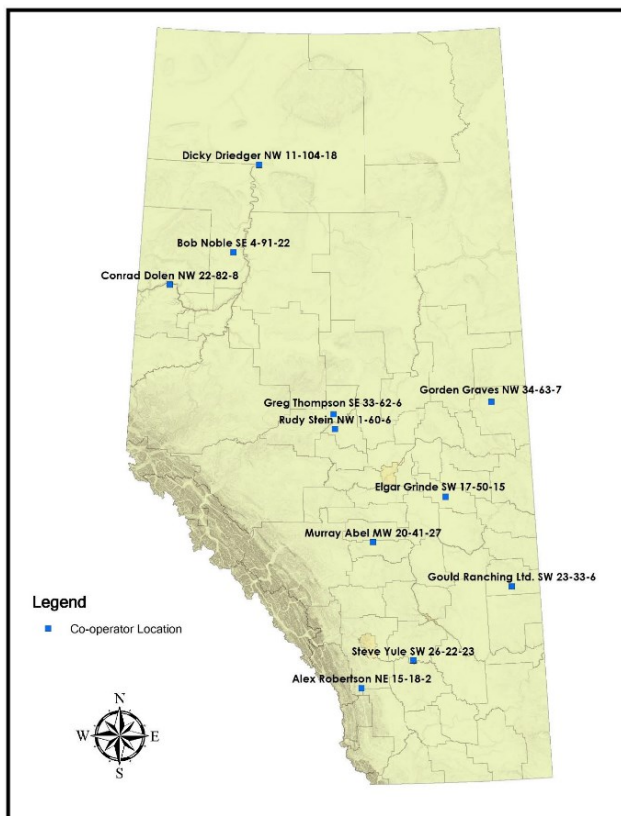 Dicky Driedger NW 11-104-18
Bob Noble SE 4-91-22
Conrad Dolen NW 22-82-8
Gorden Graves NW 34-63-7
Greg Thompson SE 33-62-6
Rudy Stein NW 1-60-6
Elgar Grinde SW 17-50-15
Murray Abel MW 20-41-27
Gould Ranching Ltd. SW 23-33-6
Legend
Co-operator Location
Steve Yule SW 26-22-23
Alex Robertson NE 15-18-2
N
W
E
S